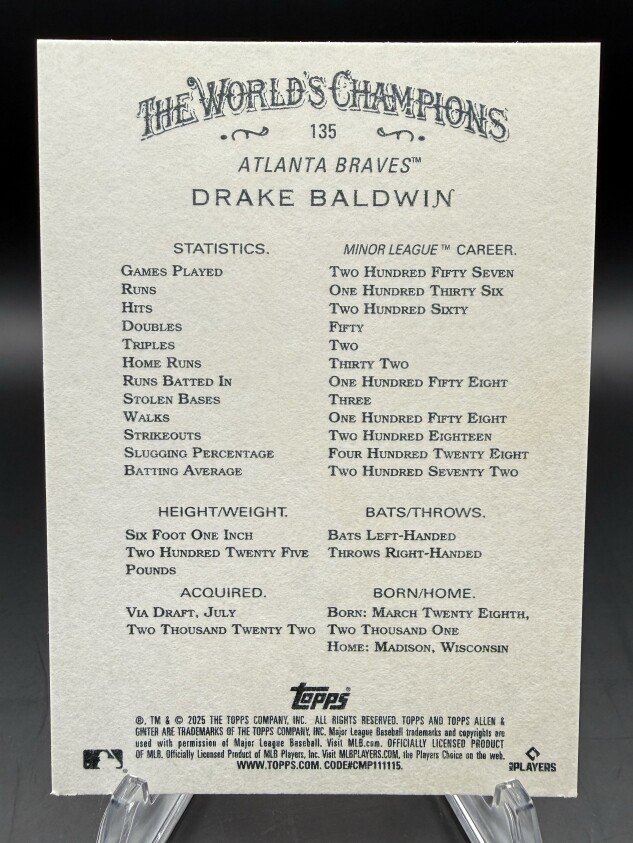 THE WORLD'S CHAMPIONS
135
ATLANTA BRAVES™
DRAKE BALDWIN
STATISTICS. MINOR LEAGUE™ CAREER.
GAMES PLAYED TWO HUNDRED FIFTY SEVEN
RUNS ONE HUNDRED THIRTY SIX
HITS TWO HUNDRED SIXTY
DOUBLES FIFTY
TRIPLES TWO
HOME RUNS THIRTY TWO
RUNS BATTED IN ONE HUNDRED FIFTY EIGHT
STOLEN BASES THREE
WALKS ONE HUNDRED FIFTY EIGHT
STRIKEOUTS TWO HUNDRED EIGHTEEN
SLUGGING PERCENTAGE FOUR HUNDRED TWENTY EIGHT
BATTING AVERAGE TWO HUNDRED SEVENTY TWO
HEIGHT/WEIGHT. BATS/THROWS.
SIX FOOT ONE INCH BATS LEFT-HANDED
TWO HUNDRED TWENTY FIVE THROWS RIGHT-HANDED
POUNDS
ACQUIRED. BORN/HOME.
VIA DRAFT, JULY BORN: MARCH TWENTY EIGHTH,
TWO THOUSAND TWENTY TWO TWO THOUSAND ONE
HOME: MADISON, WISCONSIN
Topps®
®, TM & © 2025 THE TOPPS COMPANY, INC. ALL RIGHTS RESERVED. TOPPS AND TOPPS ALLEN &
GINTER ARE TRADEMARKS OF THE TOPPS COMPANY, INC. Major League Baseball trademarks and copyrights are
used with permission of Major League Baseball. Visit MLB.com. OFFICIALLY LICENSED PRODUCT
OF MLB. Officially Licensed Product of MLB Players, Inc. Visit MLBPLAYERS.COM, the Players Choice on the web.
WWW.TOPPS.COM. CODE#CMP111115.
MLB PLAYERS